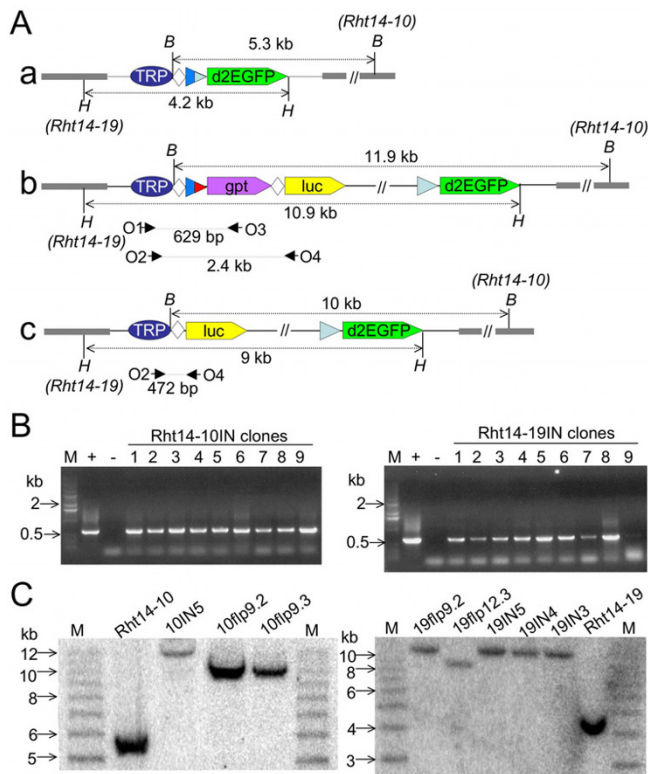 A
(Rht14-10)
B
5.3 kb
B
a
TRP
d2EGFP
//
H
4.2 kb
H
(Rht14-19)
(Rht14-10)
B
11.9 kb
B
b
TRP
gpt
luc
//
d2EGFP
//
H
10.9 kb
H
(Rht14-19)
O1
O3
629 bp
O2
O4
2.4 kb
(Rht14-10)
B
10 kb
B
c
TRP
luc
//
d2EGFP
//
H
9 kb
H
(Rht14-19)
O2
O4
472 bp
B
Rht14-10IN clones
M + - 1 2 3 4 5 6 7 8 9
kb
2
0.5
Rht14-19IN clones
M + - 1 2 3 4 5 6 7 8 9
kb
2
0.5
C
kb
M Rht14-10 10IN5 10flp9.2 10flp9.3 M
12
10
8
6
5
kb
M 19flp9.2 19flp12.3 19IN5 19IN4 19IN3 Rht14-19 M
10
8
6
4
3